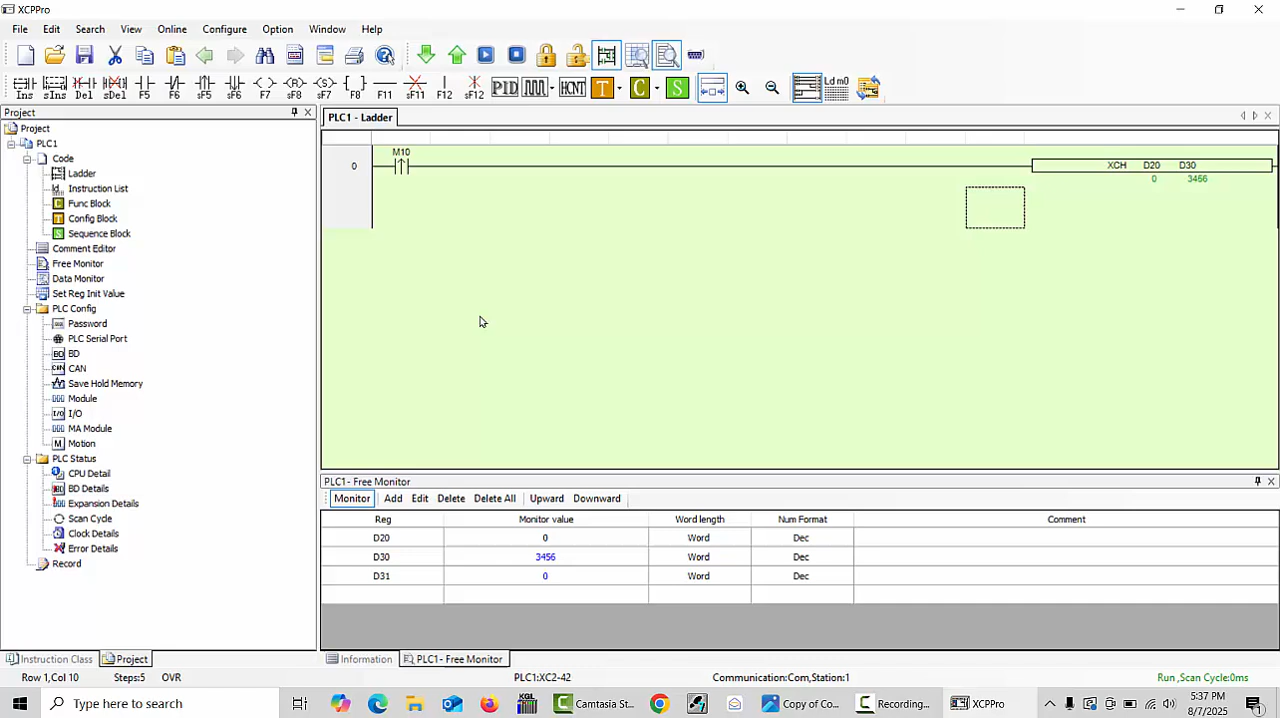 XCPPro
File Edit Search View Online Configure Option Window Help
Ins sIns Del sDel F5 F6 sF5 sF6 F7 sF8 sF7 F8 F11 sF11 F12 sF12 PID HCNT T C S Ld m0
Project
PLC1 - Ladder
Project
PLC1
Code
Ladder
Instruction List
Func Block
Config Block
Sequence Block
Comment Editor
Free Monitor
Data Monitor
Set Reg Init Value
PLC Config
Password
PLC Serial Port
BD
CAN
Save Hold Memory
Module
I/O
MA Module
Motion
PLC Status
CPU Detail
BD Details
Expansion Details
Scan Cycle
Clock Details
Error Details
Record
M10
0 XCH D20 D30
0 3456
PLC1- Free Monitor
Monitor Add Edit Delete Delete All Upward Downward
Reg Monitor value Word length Num Format Comment
D20 0 Word Dec
D30 3456 Word Dec
D31 0 Word Dec
Instruction Class Project Information PLC1- Free Monitor
Row 1,Col 10 Steps:5 OVR PLC1:XC2-42 Communication:Com,Station:1 Run ,Scan Cycle:0ms
Type here to search Camtasia St... Copy of Co... Recording... XCPPro
5:37 PM
8/7/2025